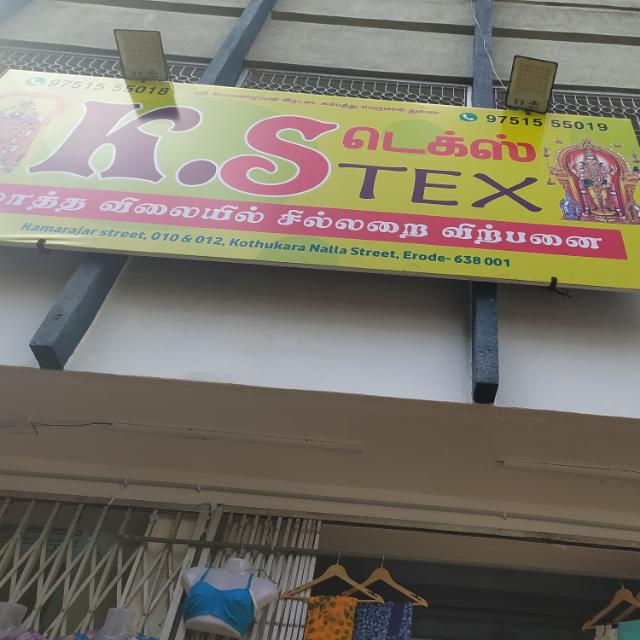 97515 55018
97515 55019
K.S டெக்ஸ்
TEX
விலையில் சில்லறை விற்பனை
Kamarajar street, 010 & 012, Kothukara Nalla Street, Erode- 638 001